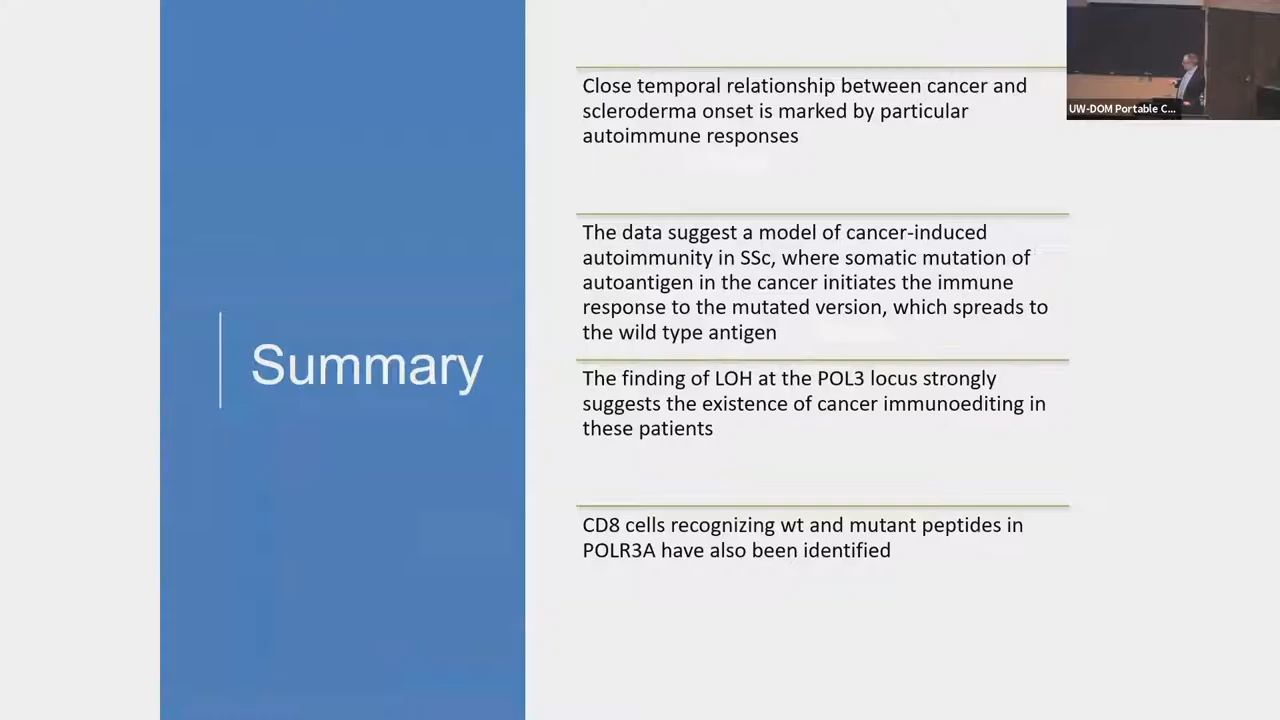 Summary
Close temporal relationship between cancer and
scleroderma onset is marked by particular
autoimmune responses
The data suggest a model of cancer-induced
autoimmunity in SSc, where somatic mutation of
autoantigen in the cancer initiates the immune
response to the mutated version, which spreads to
the wild type antigen
The finding of LOH at the POL3 locus strongly
suggests the existence of cancer immunoediting in
these patients
CD8 cells recognizing wt and mutant peptides in
POLR3A have also been identified
UW-DOM Portable C...